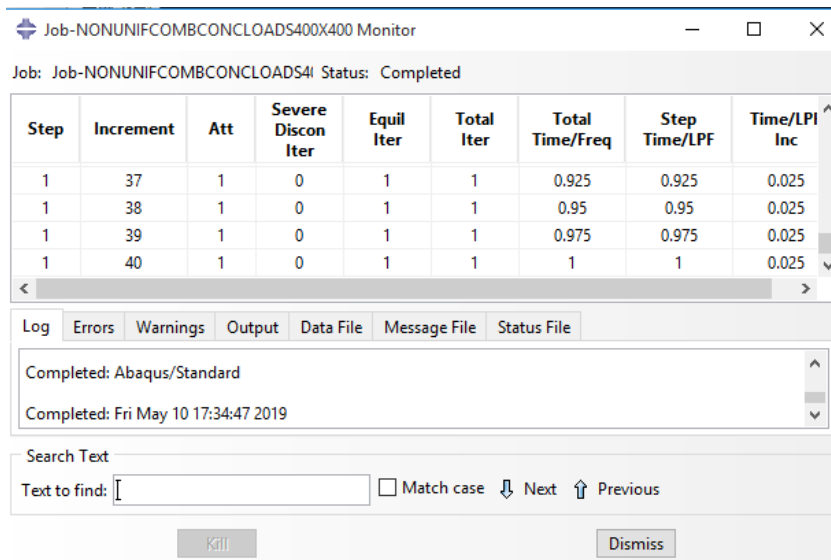 Job-NONUNIFCOMBCONCLOADS400X400 Monitor
Job: Job-NONUNIFCOMBCONCLOADS4( Status: Completed
Step Increment Att Severe Discon Iter Equil Iter Total Iter Total Time/Freq Step Time/LPF Time/LPF Inc
1 37 1 0 1 1 0.925 0.925 0.025
1 38 1 0 1 1 0.95 0.95 0.025
1 39 1 0 1 1 0.975 0.975 0.025
1 40 1 0 1 1 1 1 0.025
Log Errors Warnings Output Data File Message File Status File
Completed: Abaqus/Standard
Completed: Fri May 10 17:34:47 2019
Search Text
Text to find: Match case Next Previous
Kill Dismiss